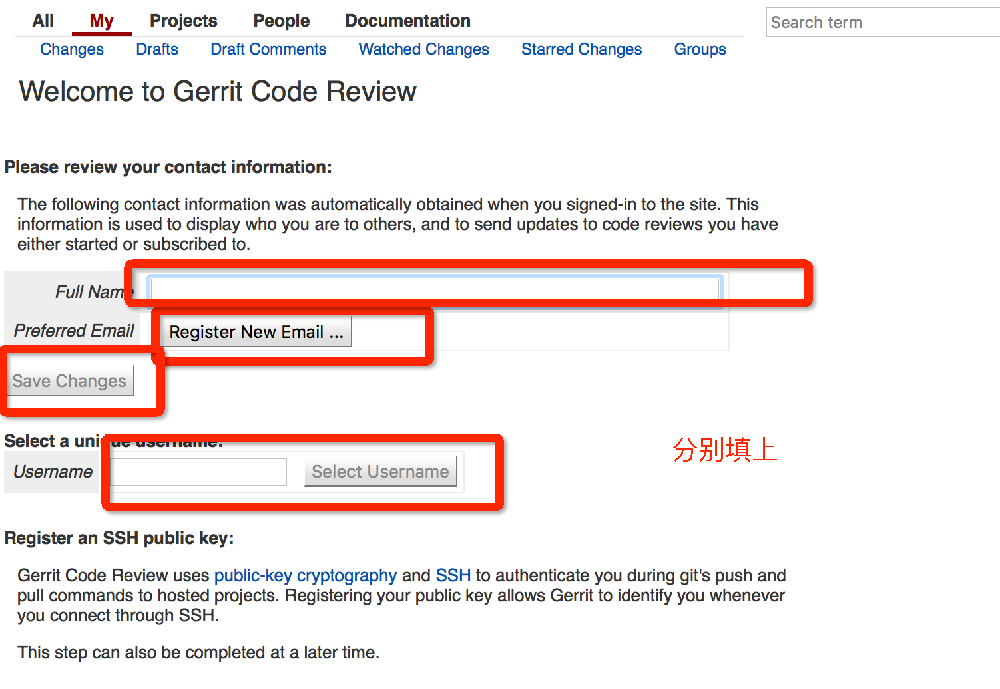 All My Projects People Documentation Search term
Changes Drafts Draft Comments Watched Changes Starred Changes Groups
Welcome to Gerrit Code Review
Please review your contact information:
The following contact information was automatically obtained when you signed-in to the site. This
information is used to display who you are to others, and to send updates to code reviews you have
either started or subscribed to.
Full Name
Preferred Email Register New Email ...
Save Changes
Select a unique username:
分别填上
Username Select Username
Register an SSH public key:
Gerrit Code Review uses public-key cryptography and SSH to authenticate you during git's push and
pull commands to hosted projects. Registering your public key allows Gerrit to identify you whenever
you connect through SSH.
This step can also be completed at a later time.